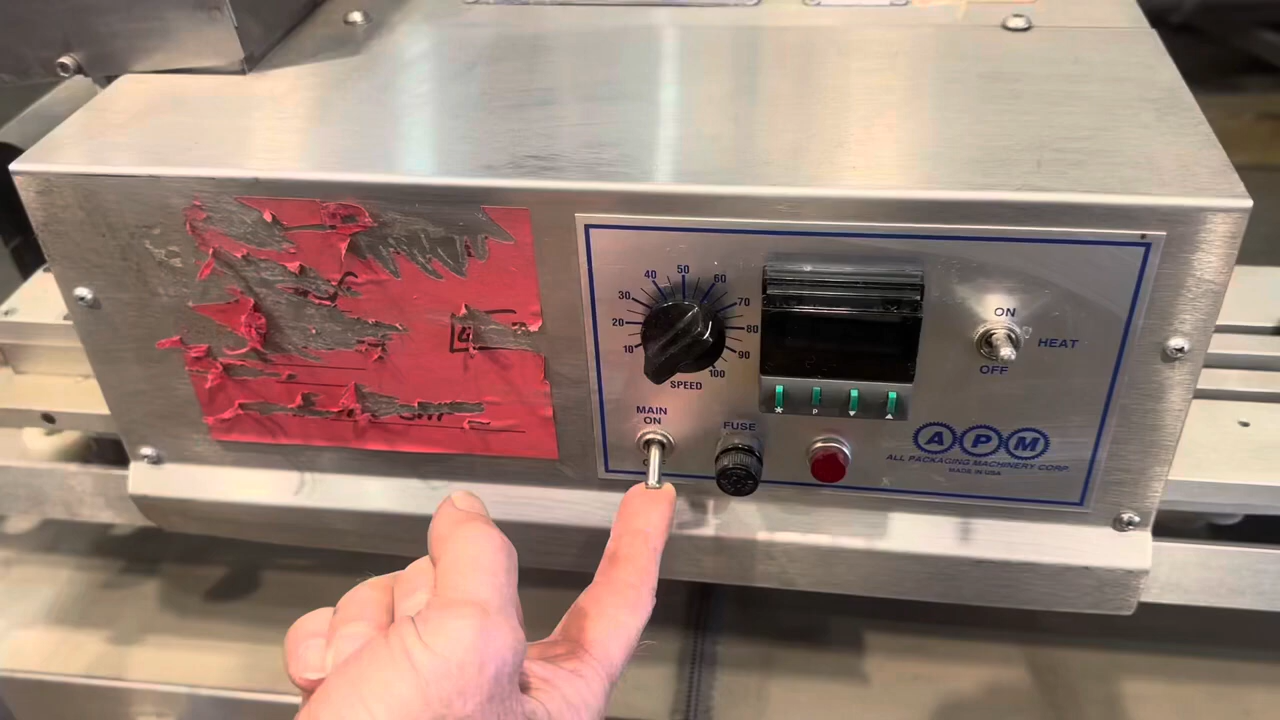 50
40
60
30
70
20
80
10
90
100
SPEED
MAIN
ON
FUSE
* P
ON
HEAT
OFF
APM
ALL PACKAGING MACHINERY CORP.
MADE IN USA